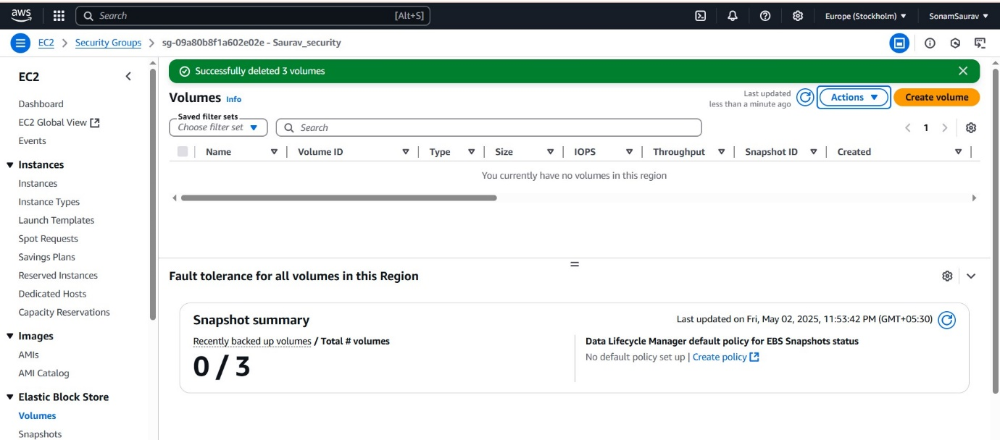 aws
Search [Alt+S]
Europe (Stockholm) SonamSaurav
EC2 Security Groups sg-09a80b8f1a602e02e - Saurav_security
EC2
Dashboard
EC2 Global View
Events
Instances
Instances
Instance Types
Launch Templates
Spot Requests
Savings Plans
Reserved Instances
Dedicated Hosts
Capacity Reservations
Images
AMIs
AMI Catalog
Elastic Block Store
Volumes
Snapshots
Successfully deleted 3 volumes
Volumes Info
Last updated
less than a minute ago
Actions
Create volume
Saved filter sets
Choose filter set
Search
1
Name Volume ID Type Size IOPS Throughput Snapshot ID Created
You currently have no volumes in this region
Fault tolerance for all volumes in this Region
Snapshot summary
Last updated on Fri, May 02, 2025, 11:53:42 PM (GMT+05:30)
Recently backed up volumes / Total # volumes
0 / 3
Data Lifecycle Manager default policy for EBS Snapshots status
No default policy set up | Create policy